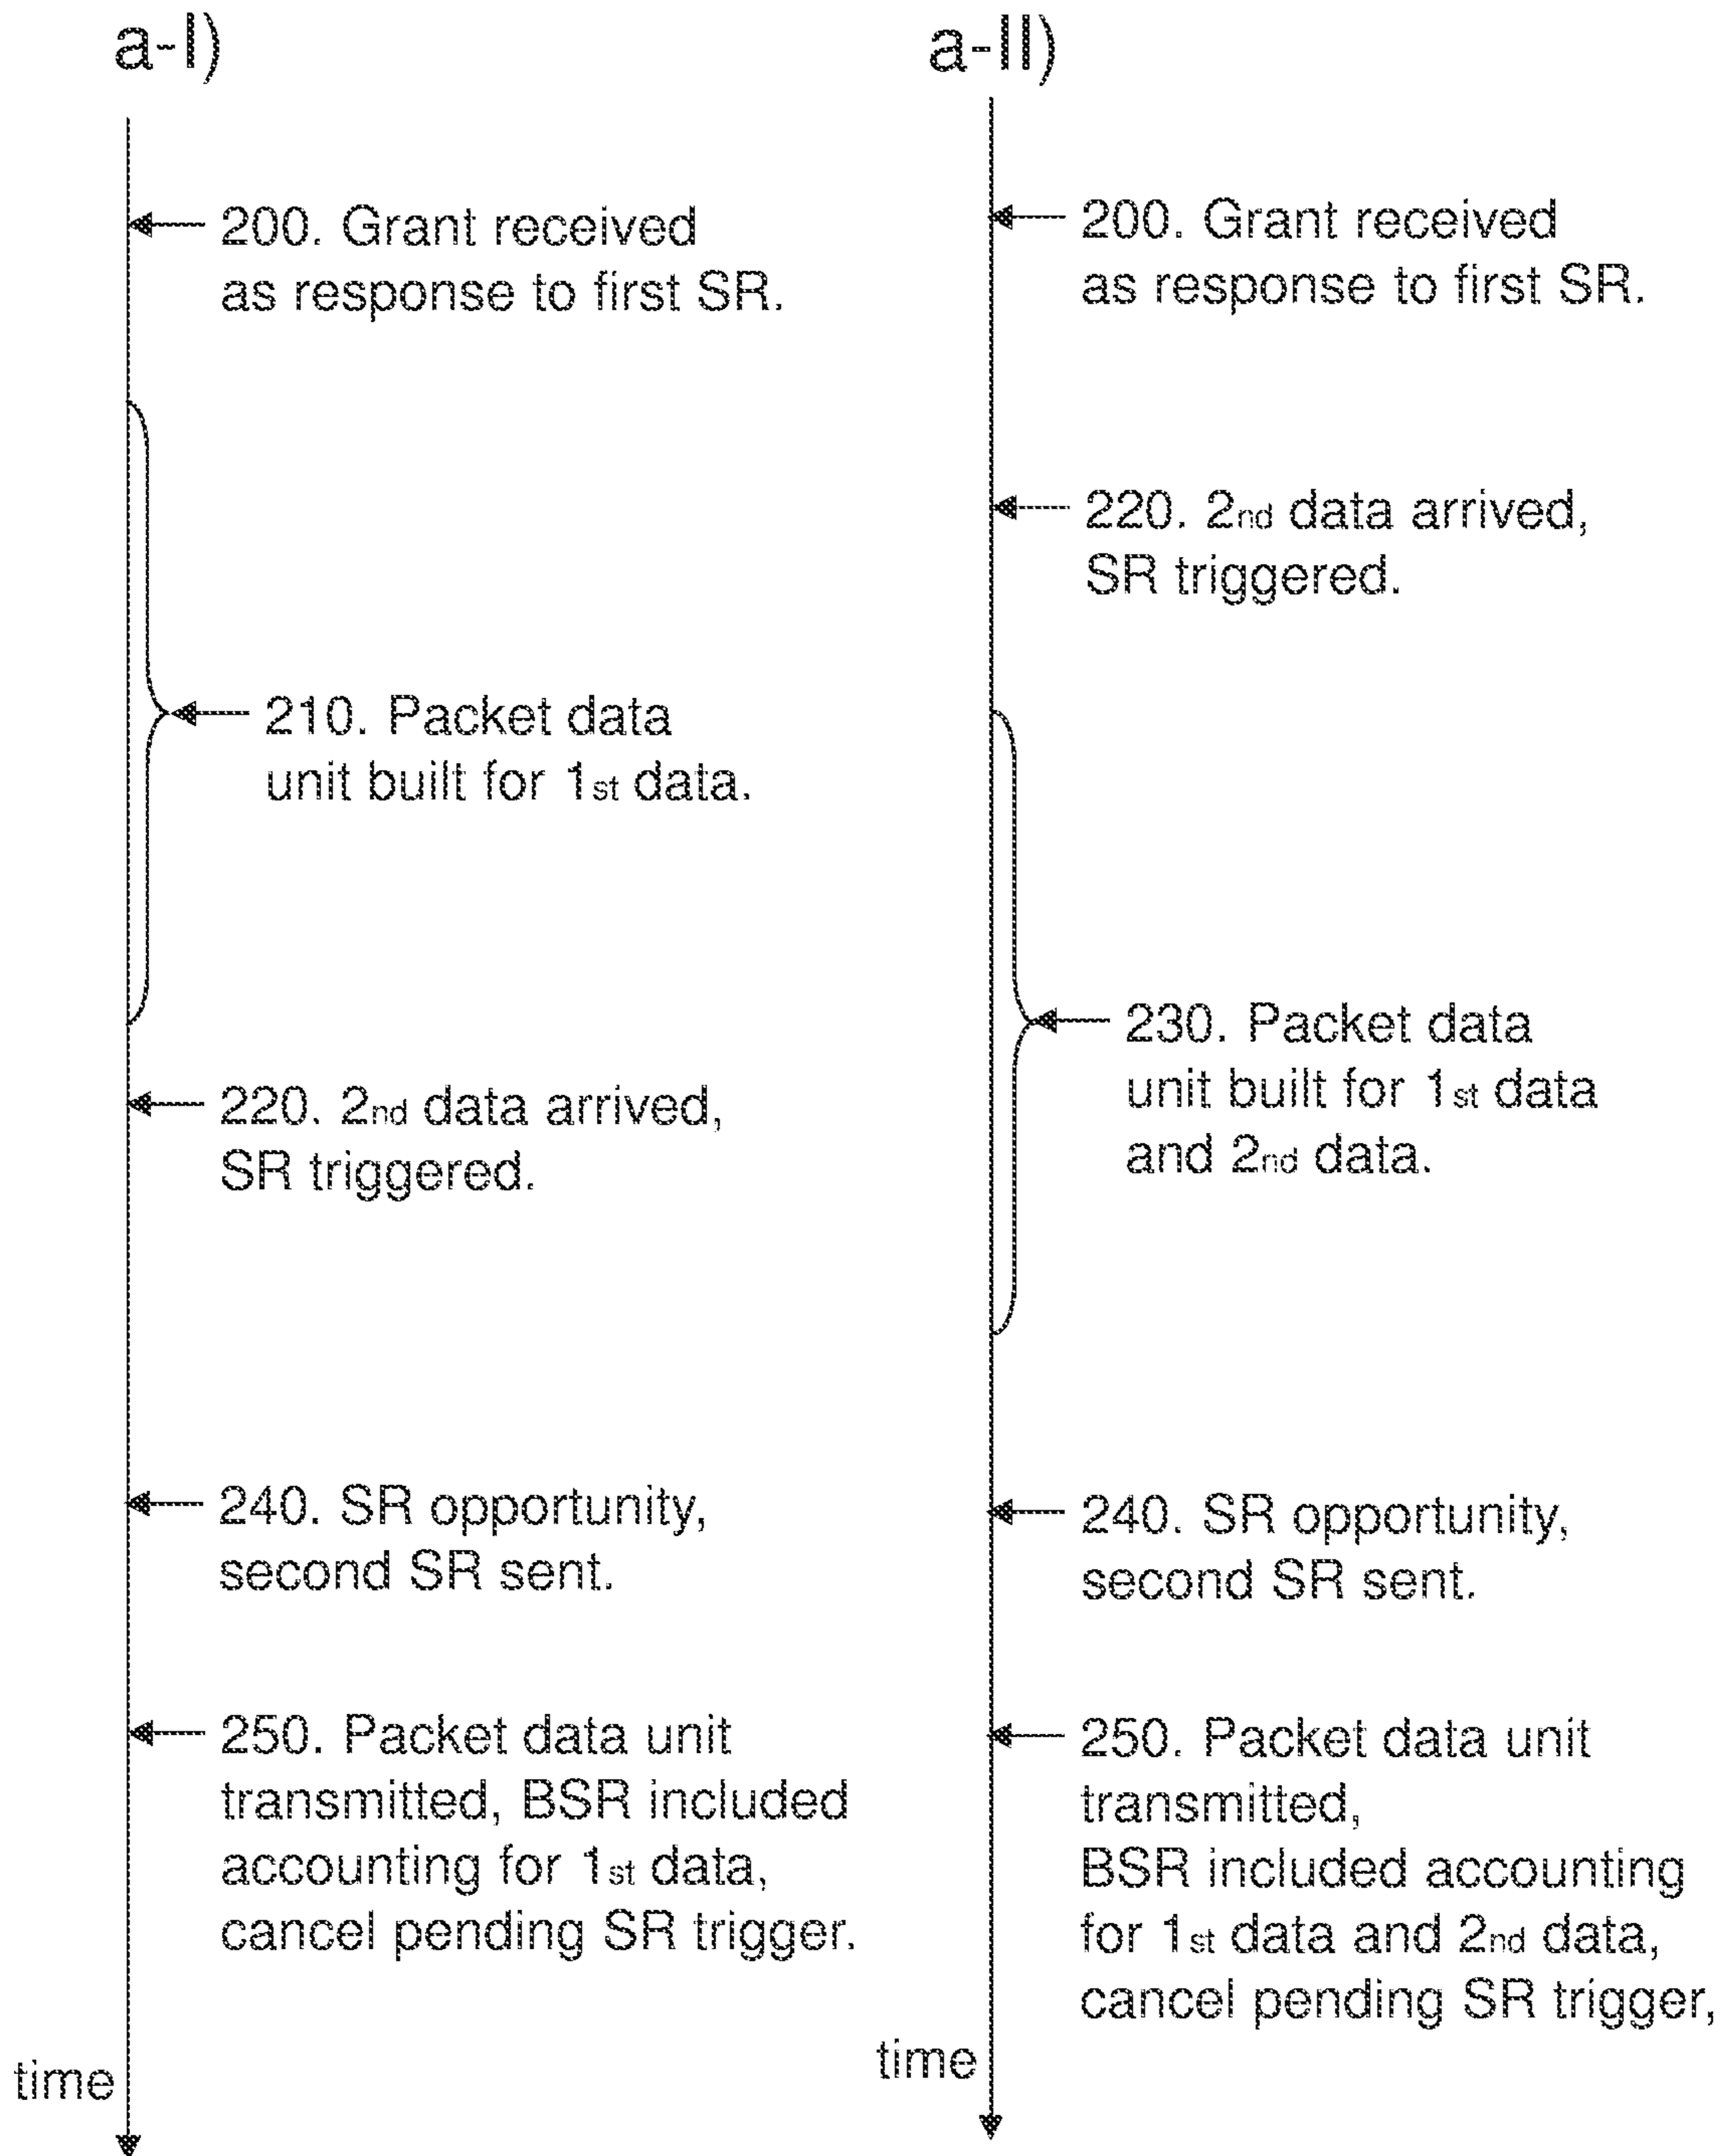 a-I)
200. Grant received
as response to first SR.
210. Packet data
unit built for 1st data.
220. 2nd data arrived,
SR triggered.
240. SR opportunity,
second SR sent.
250. Packet data unit
transmitted, BSR included
accounting for 1st data,
cancel pending SR trigger.
time
a-II)
200. Grant received
as response to first SR.
220. 2nd data arrived,
SR triggered.
230. Packet data
unit built for 1st data
and 2nd data.
240. SR opportunity,
second SR sent.
250. Packet data unit
transmitted,
BSR included accounting
for 1st data and 2nd data,
cancel pending SR trigger,
time